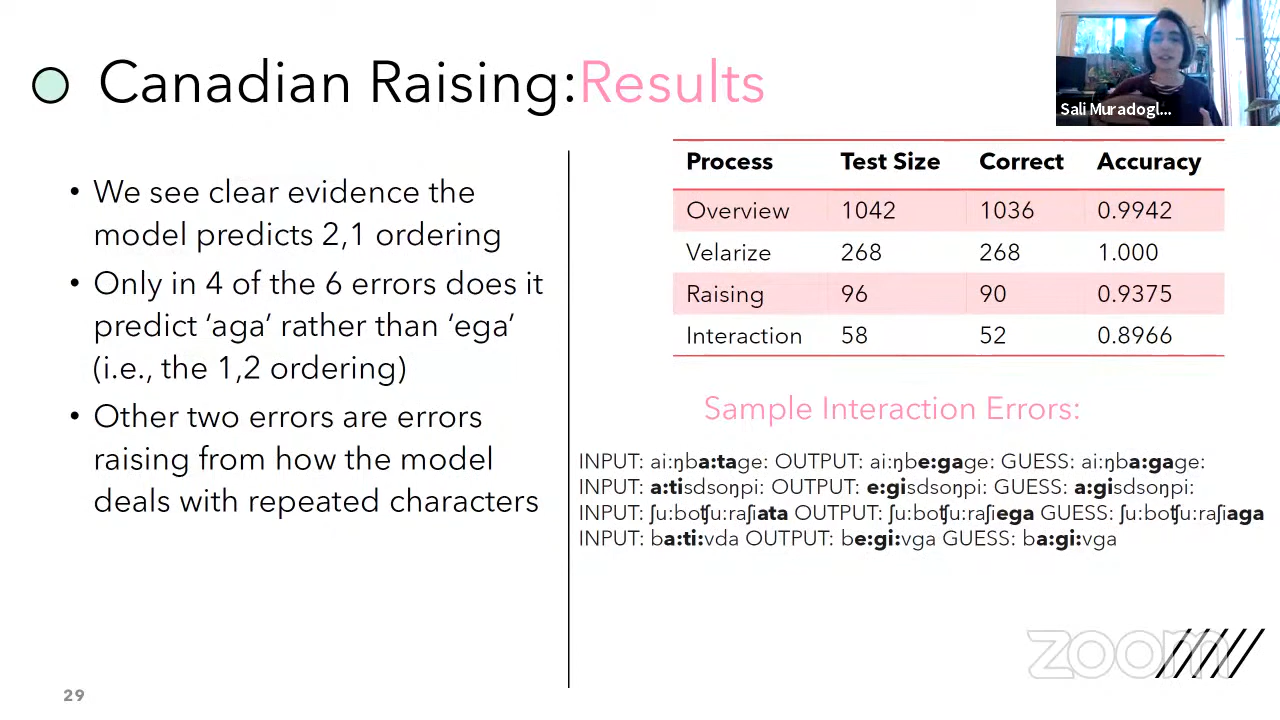 Canadian Raising:Results
Sali Muradogl...
• We see clear evidence the
model predicts 2,1 ordering
• Only in 4 of the 6 errors does it
predict ‘aga’ rather than ‘ega’
(i.e., the 1,2 ordering)
• Other two errors are errors
raising from how the model
deals with repeated characters
Process Test Size Correct Accuracy
Overview 1042 1036 0.9942
Velarize 268 268 1.000
Raising 96 90 0.9375
Interaction 58 52 0.8966
Sample Interaction Errors:
INPUT: ai:ŋba:tage: OUTPUT: ai:ŋbe:gage: GUESS: ai:ŋba:gage:
INPUT: a:tisdsoŋpi: OUTPUT: e:gisdsoŋpi: GUESS: a:gisdsoŋpi:
INPUT: ʃu:boʧu:raʃiata OUTPUT: ʃu:boʧu:raʃiega GUESS: ʃu:boʧu:raʃiaga
INPUT: ba:ti:vda OUTPUT: be:gi:vga GUESS: ba:gi:vga
zoom
29